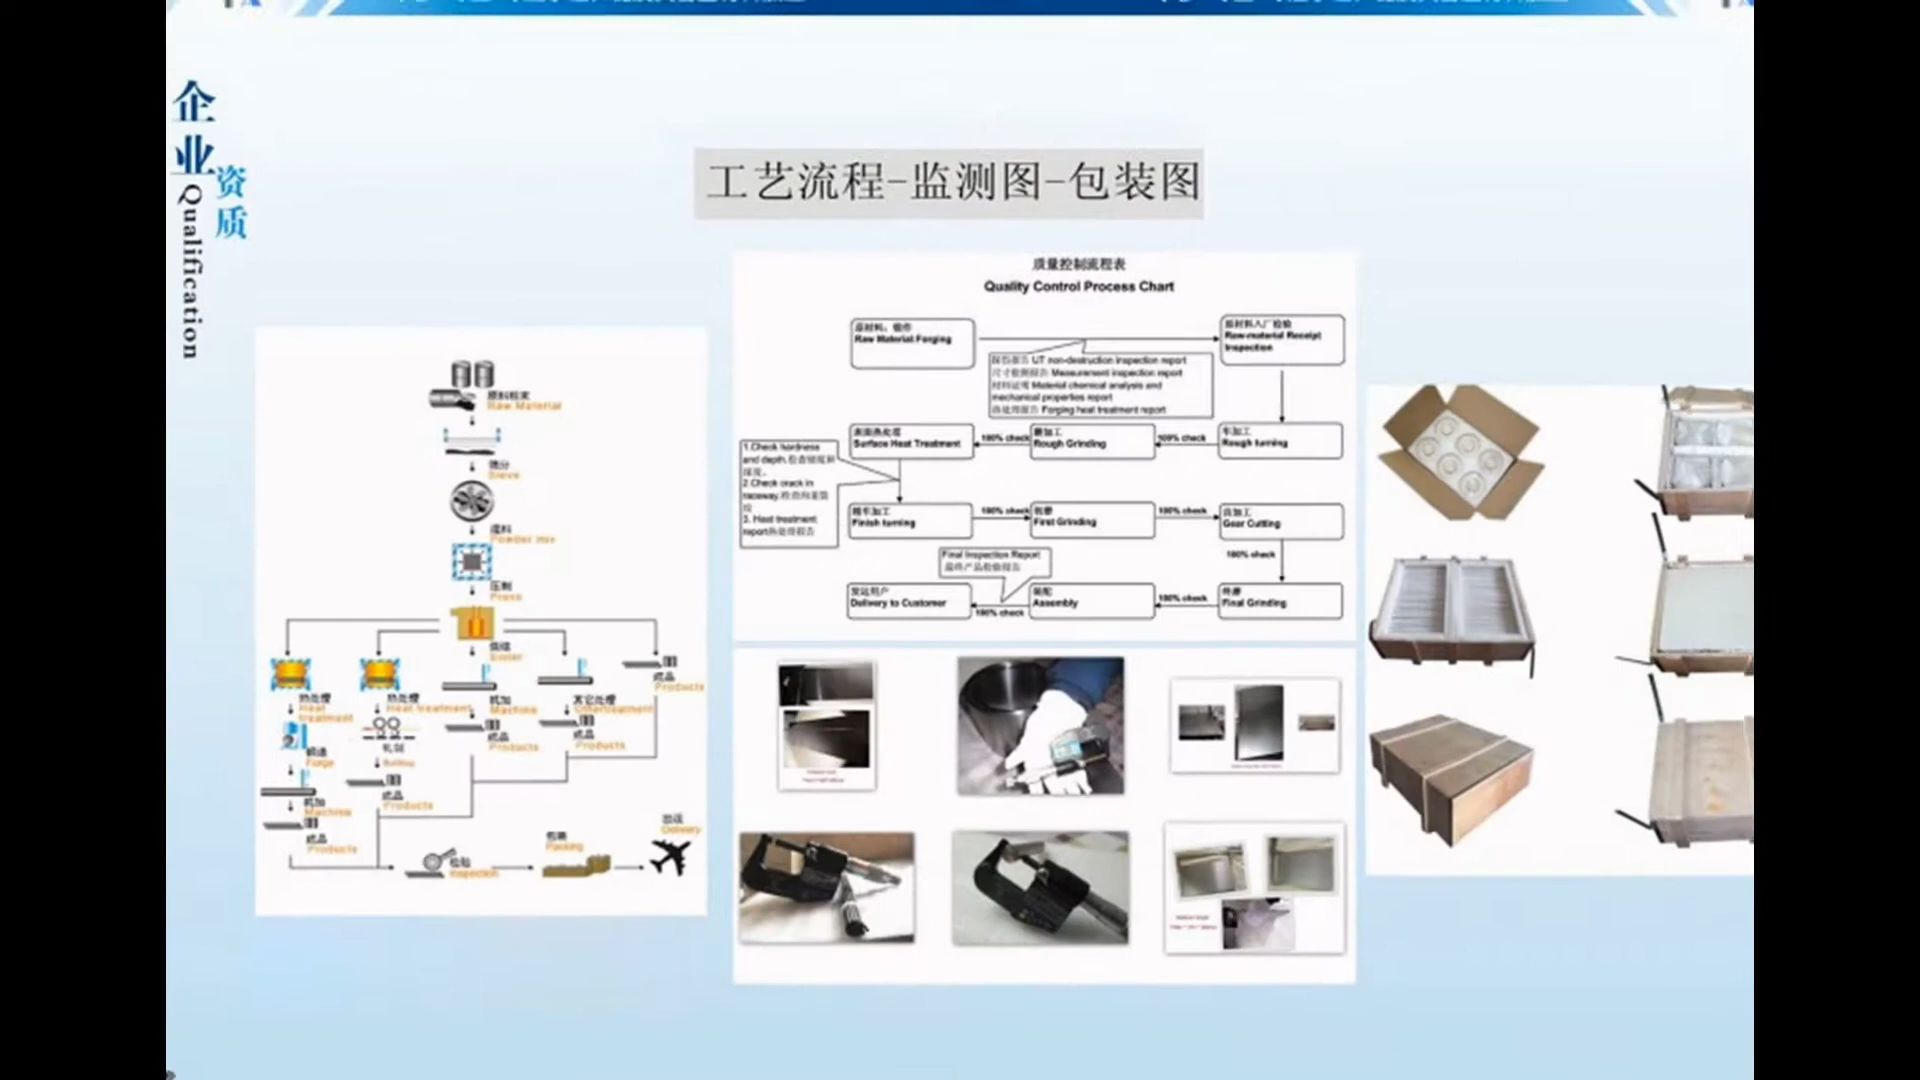 企业
资质
Qualification
工艺流程-监测图-包装图
原料粉末
Raw Material
筛分
Sieve
混料
Powder mix
压制
Press
烧结
Sinter
热处理
Heat
treatment
热处理
Heat treatment
机加
Machine
其它处理
Othertreatment
成品
Products
锻造
Forge
轧制
Rolling
成品
Products
成品
Products
机加
Machine
成品
Products
成品
Products
检验
Inspection
包装
Packing
出运
Delivery
质量控制流程表
Quality Control Process Chart
原材料，锻件
Raw Material Forging
原材料入厂检验
Raw-material Receipt
Inspection
探伤报告 UT non-destruction inspection report
尺寸检测报告 Measurement inspection report
材料证明 Material chemical analysis and
mechanical properties report
热处理报告 Forging heat treatment report
表面热处理
Surface Heat Treatment
100% check
磨加工
Rough Grinding
100% check
车加工
Rough turning
1.Check hardness
and depth.检查硬度和
深度。
2.Check crack in
raceway.
3. Heat treatment
report热处理报告
精车加工
Finish turning
100% check
初磨
First Grinding
100% check
齿加工
Gear Cutting
100% check
Final Inspection Report
最终产品检验报告
发运用户
Delivery to Customer
100% check
装配
Assembly
100% check
终磨
Final Grinding